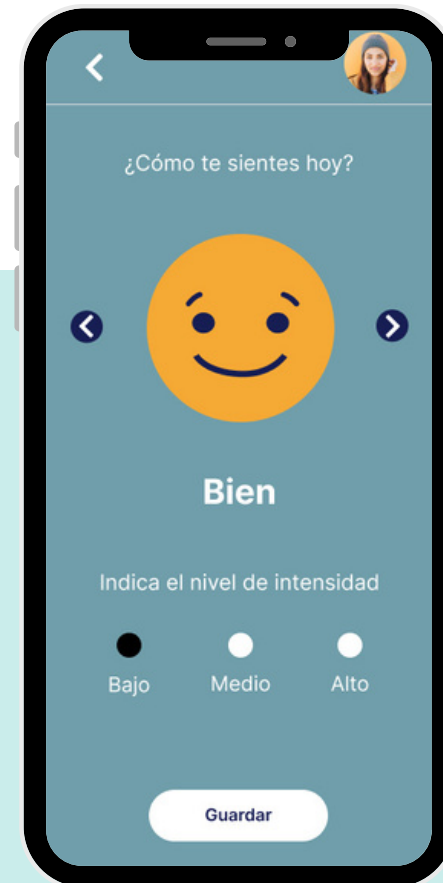 ¿Cómo te sientes hoy?
Bien
Indica el nivel de intensidad
Bajo Medio Alto
Guardar